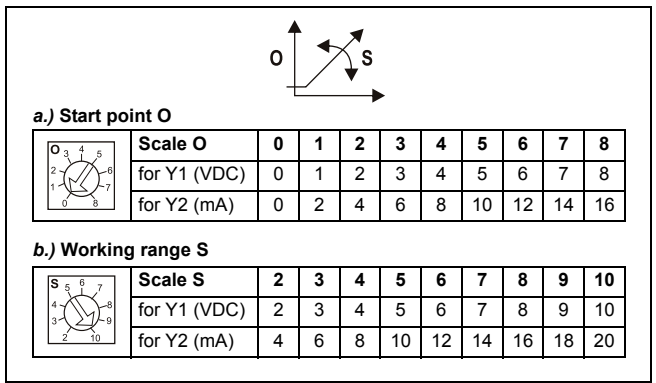 O S
a.) Start point O
O 0 1 2 3 4 5 6 7 8
Scale O 0 1 2 3 4 5 6 7 8
for Y1 (VDC) 0 1 2 3 4 5 6 7 8
for Y2 (mA) 0 2 4 6 8 10 12 14 16
b.) Working range S
S 2 3 4 5 6 7 8 9 10
Scale S 2 3 4 5 6 7 8 9 10
for Y1 (VDC) 2 3 4 5 6 7 8 9 10
for Y2 (mA) 4 6 8 10 12 14 16 18 20